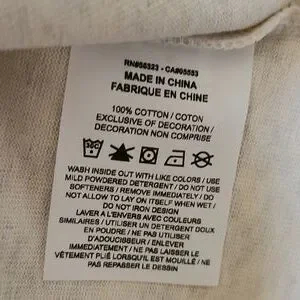 RN#56323 - CA#05553
MADE IN CHINA
FABRIQUE EN CHINE
100% COTTON / COTON
EXCLUSIVE OF DECORATION /
DECORATION NON COMPRISE
WASH INSIDE OUT WITH LIKE COLORS / USE
MILD POWDERED DETERGENT / DO NOT USE
SOFTENERS / REMOVE IMMEDIATELY / DO
NOT ALLOW TO LAY ON ITSELF WHEN WET /
DO NOT IRON DESIGN
LAVER A L'ENVERS AVEC COULEURS
SIMILAIRES / UTILISER UN DETERGENT DOUX
EN POUDRE / NE PAS UTILISER
D'ADOUCISSEUR / ENLEVER
IMMEDIATEMENT / NE PAS LAISSER LE
VÊTEMENT PLIÉ LORSQU'IL EST MOUILLÉ / NE
PAS REPASSER LE DESSIN